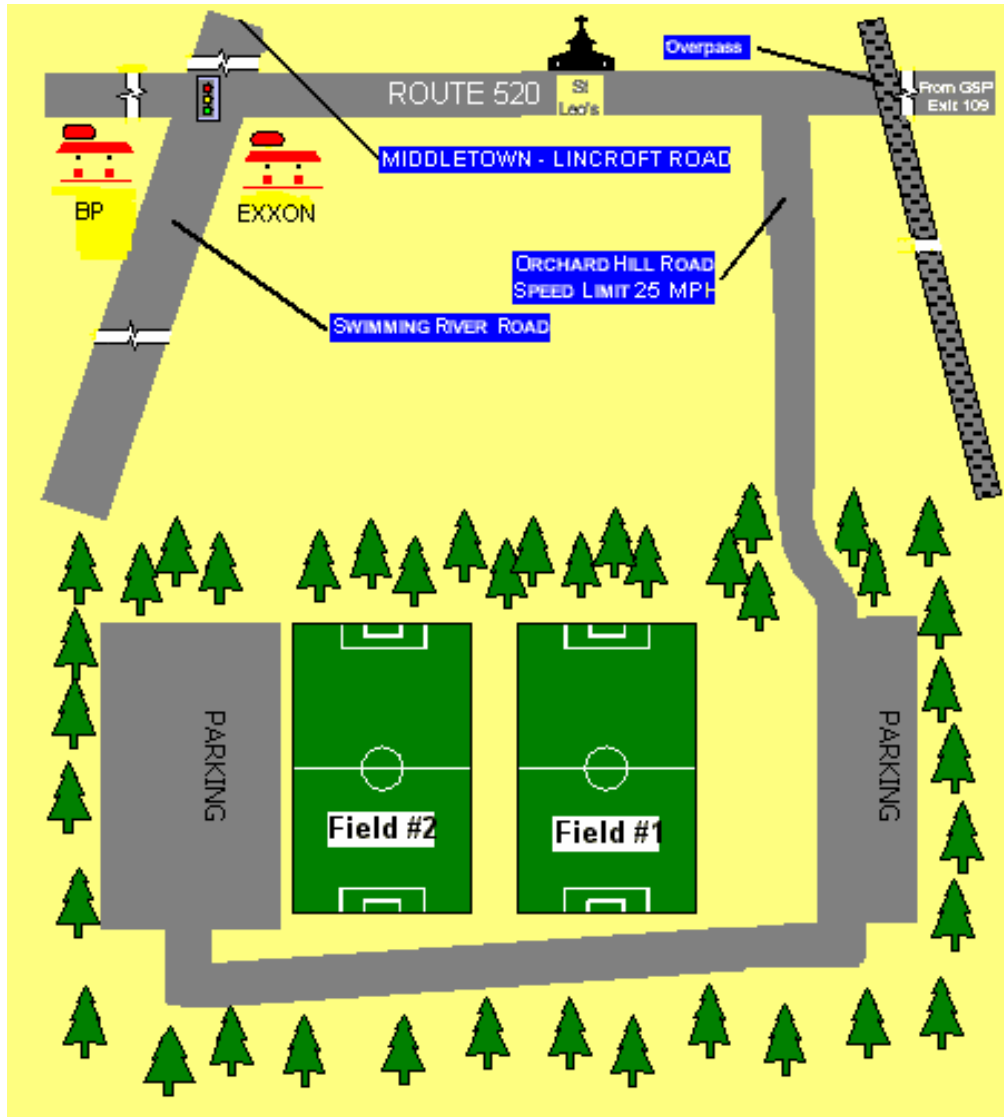 Overpass
ROUTE 520
St
Leo's
From GSP
Exit 109
MIDDLETOWN - LINCROFT ROAD
BP
EXXON
ORCHARD HILL ROAD
SPEED LIMIT 25 MPH
SWIMMING RIVER ROAD
PARKING
PARKING
Field #2
Field #1